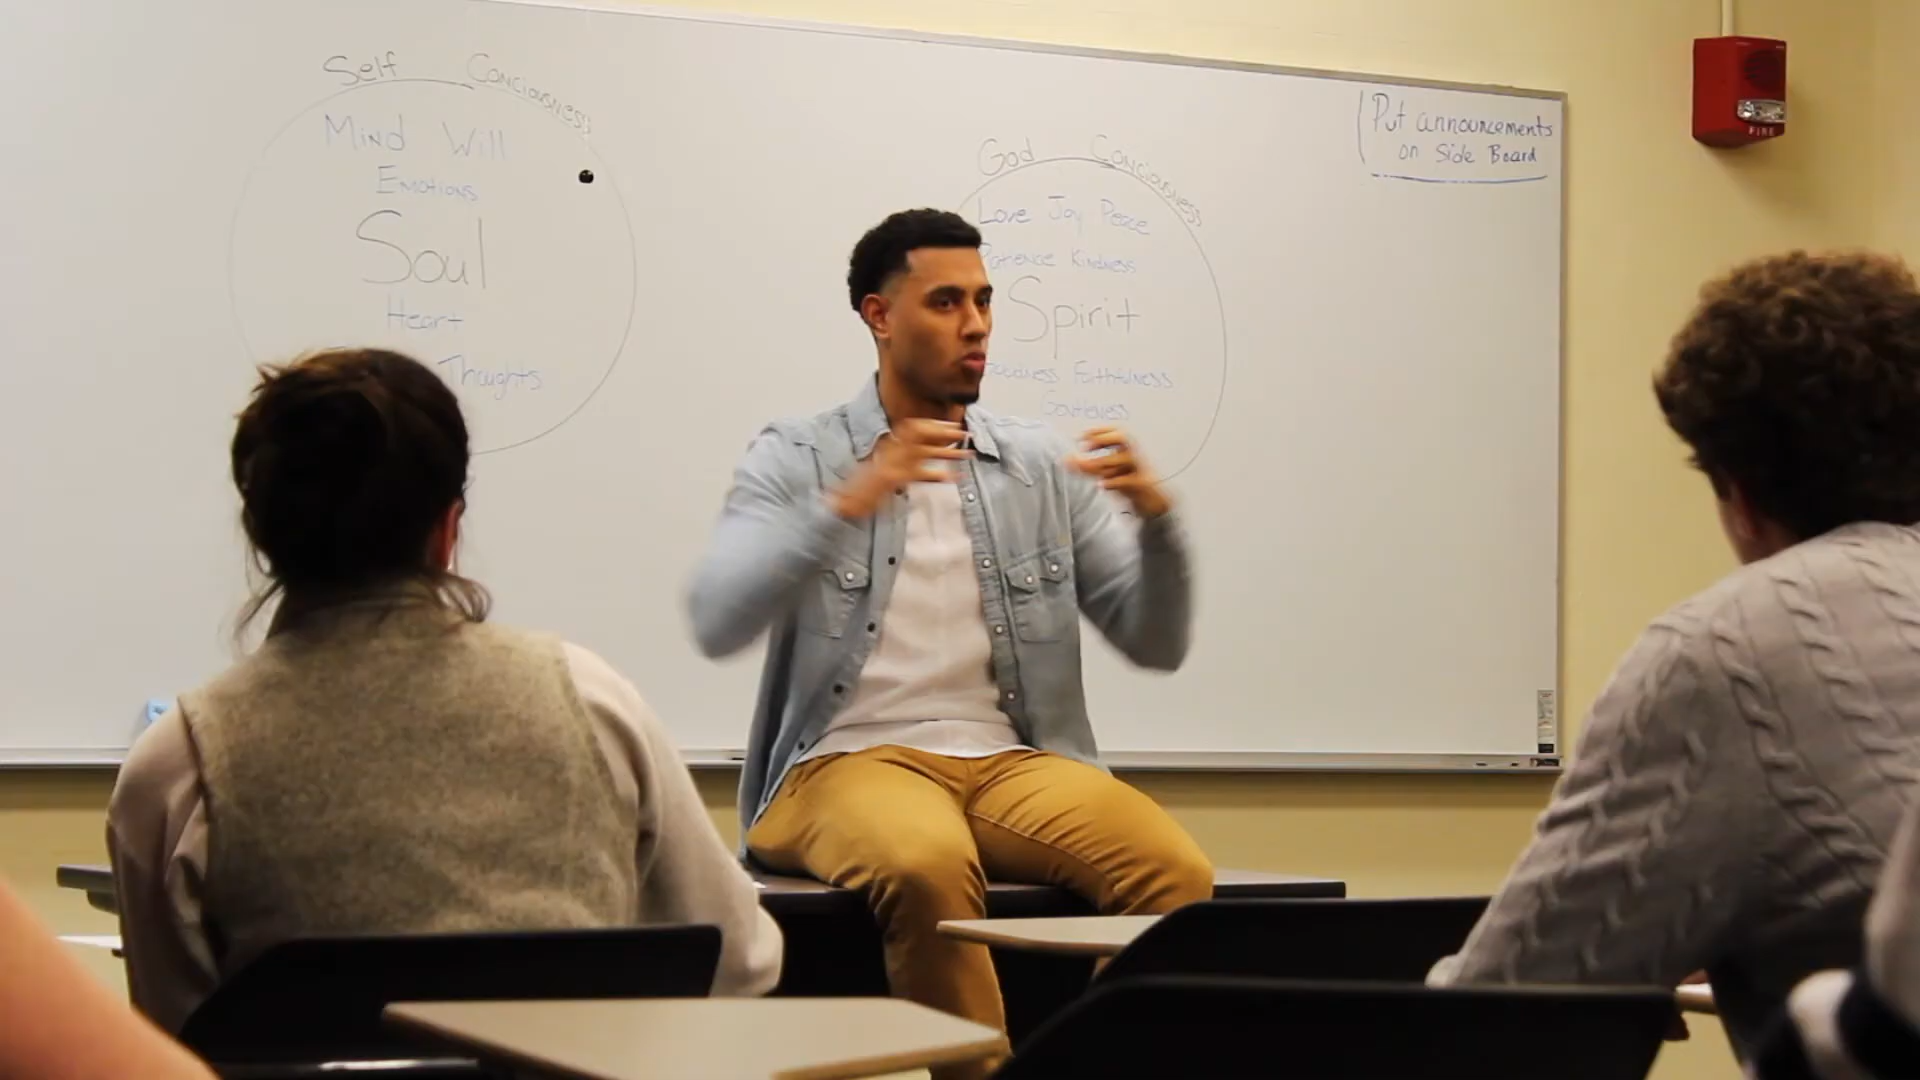 Self Conciousness
Mind Will
Emotions
Soul
Heart
Thoughts
God Conciousness
Love Joy Peace
Patience Kindness
Spirit
Goodness Faithfulness
Gentleness
Put announcements
on Side Board
FIRE